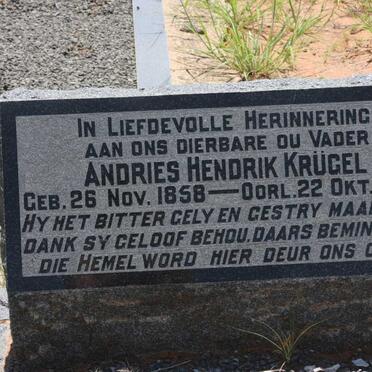 IN LIEFDEVOLLE HERINNERING
AAN ONS DIERBARE OU VADER
ANDRIES HENDRIK KRÜGEL
GEB. 26 NOV. 1858 — OORL. 22 OKT.
HY HET BITTER GELY EN GESTRY MAAR
DANK SY GELOOF BEHOU. DAARS BEMIN
DIE HEMEL WORD HIER DEUR ONS